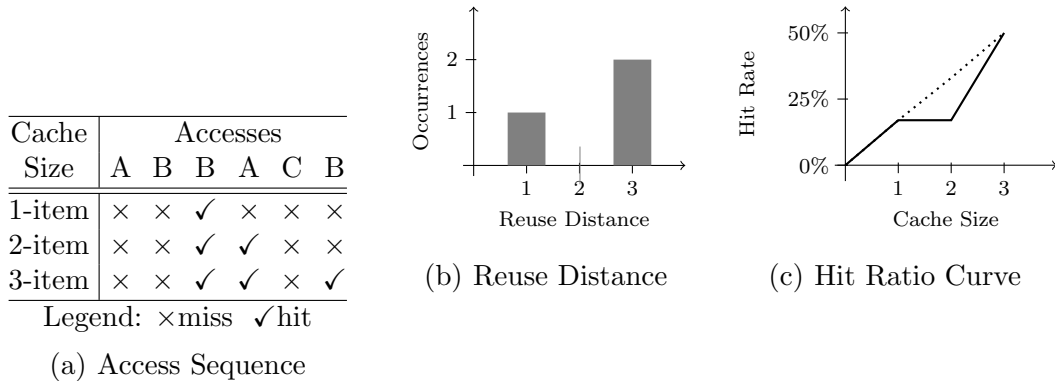 Cache Accesses
Size A B B A C B
1-item × × ✓ × × ×
2-item × × ✓ ✓ × ×
3-item × × ✓ ✓ × ✓
Legend: ×miss ✓hit
(a) Access Sequence
Occurrences
2
1
1 2 3
Reuse Distance
(b) Reuse Distance
Hit Rate
50%
25%
0%
1 2 3
Cache Size
(c) Hit Ratio Curve